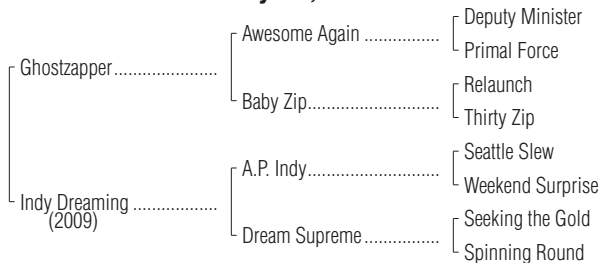 Deputy Minister
Awesome Again ................
Primal Force
Ghostzapper......................
Relaunch
Baby Zip............................
Thirty Zip
Seattle Slew
A.P. Indy............................
Weekend Surprise
Indy Dreaming ..................
(2009)
Seeking the Gold
Dream Supreme................
Spinning Round